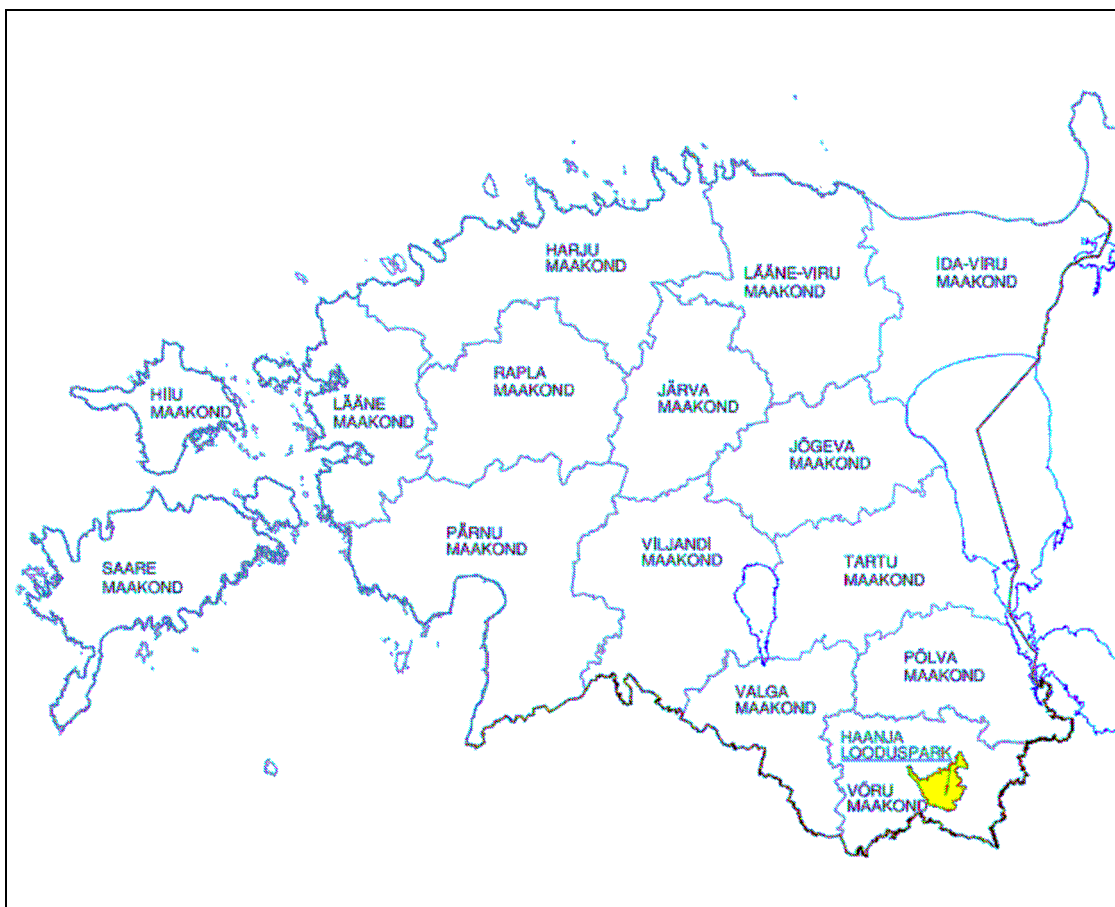 HARJU
MAAKOND
LÄÄNE-VIRU
MAAKOND
IDA-VIRU
MAAKOND
HIIU
MAAKOND
LÄÄNE
MAAKOND
RAPLA
MAAKOND
JÄRVA
MAAKOND
JÕGEVA
MAAKOND
SAARE
MAAKOND
PÄRNU
MAAKOND
VILJANDI
MAAKOND
TARTU
MAAKOND
PÕLVA
MAAKOND
VALGA
MAAKOND
HAANJA
LOODUSPARK
VÕRU
MAAKOND